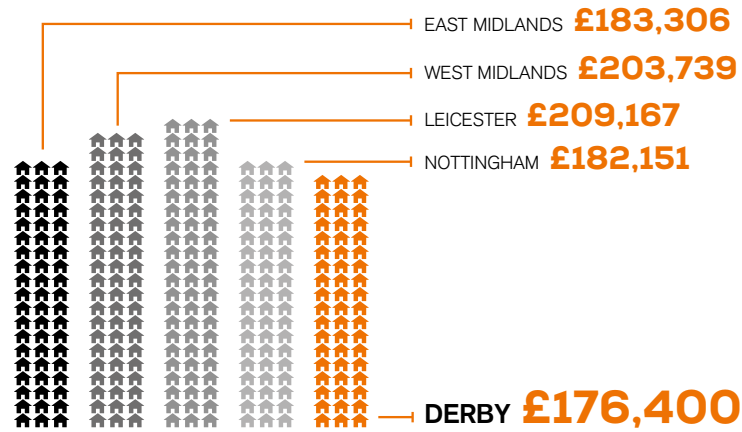 EAST MIDLANDS £183,306
WEST MIDLANDS £203,739
LEICESTER £209,167
NOTTINGHAM £182,151
DERBY £176,400